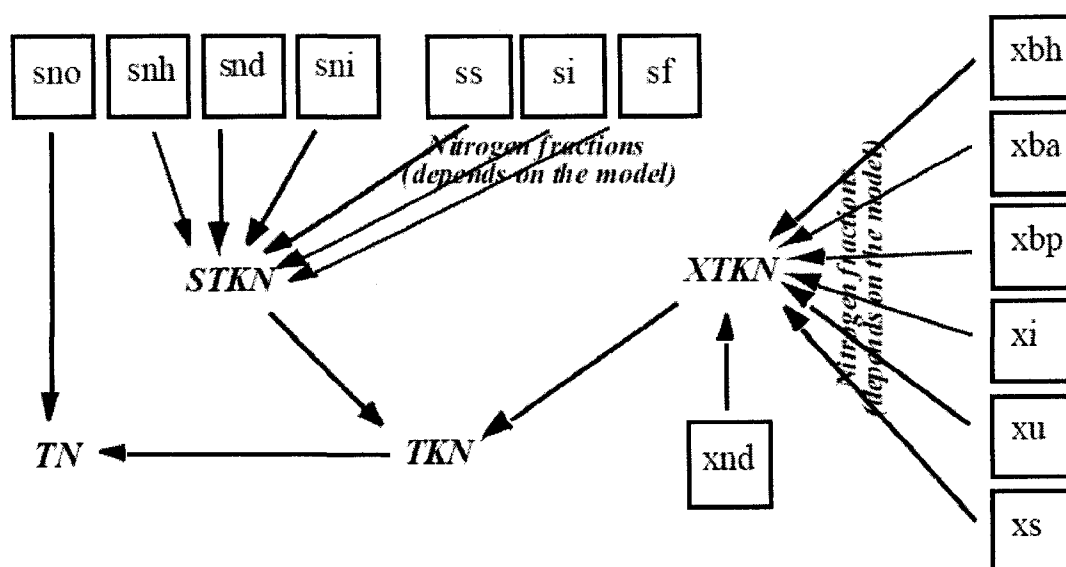 sno
snh
snd
sni
ss
si
sf
Nitrogen fractions
(depends on the model)
STKN
TN
TKN
XTKN
xnd
Nitrogen fractions
(depends on the model)
xbh
xba
xbp
xi
xu
xs